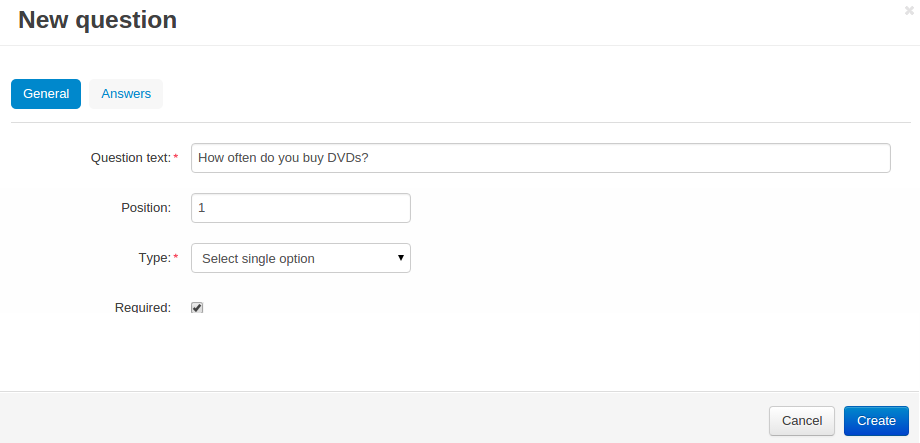 New question
General Answers
Question text:* How often do you buy DVDs?
Position: 1
Type:* Select single option
Required:
Cancel Create